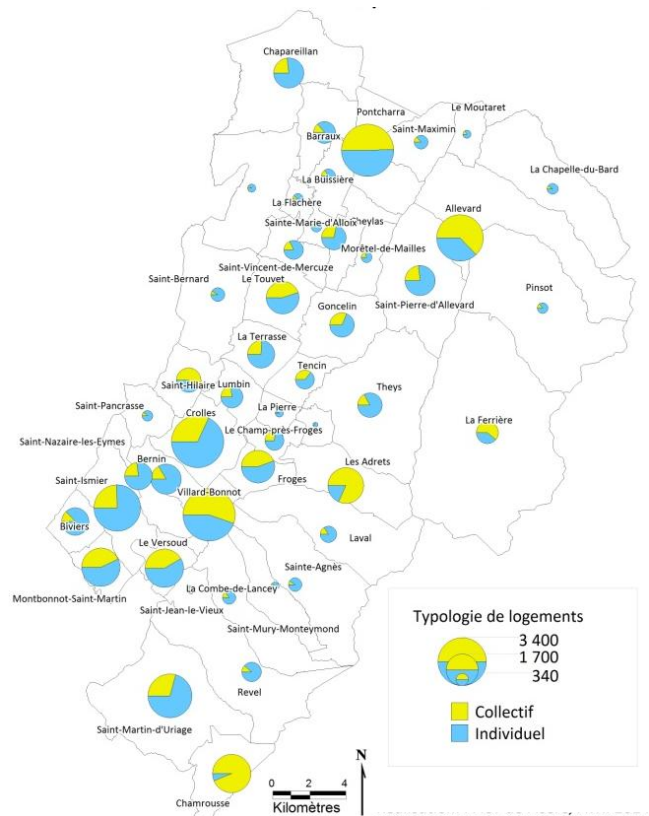 Chapareillan
Pontcharra
Le Moutaret
Barraux
Saint-Maximin
La Buissière
La Chapelle-du-Bard
La Flachère
Allevard
Sainte-Marie-d'Alloix
Cheylas
Morêtel-de-Mailles
Saint-Vincent-de-Mercuze
Saint-Bernard
Le Touvet
Pinsot
Saint-Pierre-d'Allevard
Goncelin
La Terrasse
Tencin
Saint-Hilaire
Lumbin
Theys
Saint-Pancrasse
La Pierre
Crolles
La Ferrière
Le Champ-près-Froges
Saint-Nazaire-les-Eymes
Bernin
Les Adrets
Saint-Ismier
Froges
Villard-Bonnot
Biviers
Laval
Le Versoud
Sainte-Agnès
La Combe-de-Lancey
Montbonnot-Saint-Martin
Saint-Jean-le-Vieux
Saint-Mury-Monteymond
Revel
Saint-Martin-d'Uriage
Chamrousse
Typologie de logements
3 400
1 700
340
Collectif
Individuel
N
0 2 4
Kilomètres